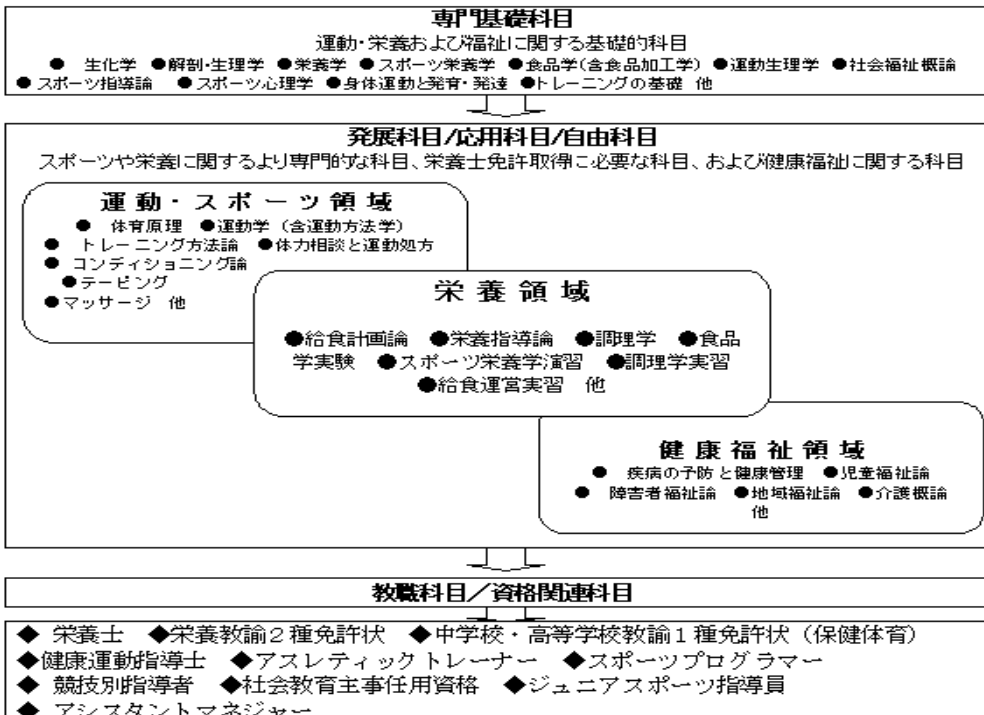 専門基礎科目
運動・栄養および福祉に関する基礎的科目
● 生化学 ●解剖・生理学 ●栄養学 ●スポーツ栄養学 ●食品学(含食品加工学) ●運動生理学 ●社会福祉概論
●スポーツ指導論 ●スポーツ心理学 ●身体運動と発育・発達 ●トレーニングの基礎 他
発展科目/応用科目/自由科目
スポーツや栄養に関するより専門的な科目、栄養士免許取得に必要な科目、および健康福祉に関する科目
運動・スポーツ領域
● 体育原理 ●運動学（含運動方法学）
● トレーニング方法論 ●体力相談と運動処方
● コンディショニング論
●テーピング
●マッサージ 他
栄養領域
●給食計画論 ●栄養指導論 ●調理学 ●食品
学実験 ●スポーツ栄養学演習 ●調理学実習
●給食運営実習 他
健康福祉領域
● 疾病の予防と健康管理 ●児童福祉論
● 障害者福祉論 ●地域福祉論 ●介護概論
他
教職科目／資格関連科目
◆ 栄養士 ◆栄養教諭２種免許状 ◆中学校・高等学校教諭１種免許状（保健体育）
◆健康運動指導士 ◆アスレティックトレーナー ◆スポーツプログラマー
◆ 競技別指導者 ◆社会教育主事任用資格 ◆ジュニアスポーツ指導員
◆ アシスタントマネジャー